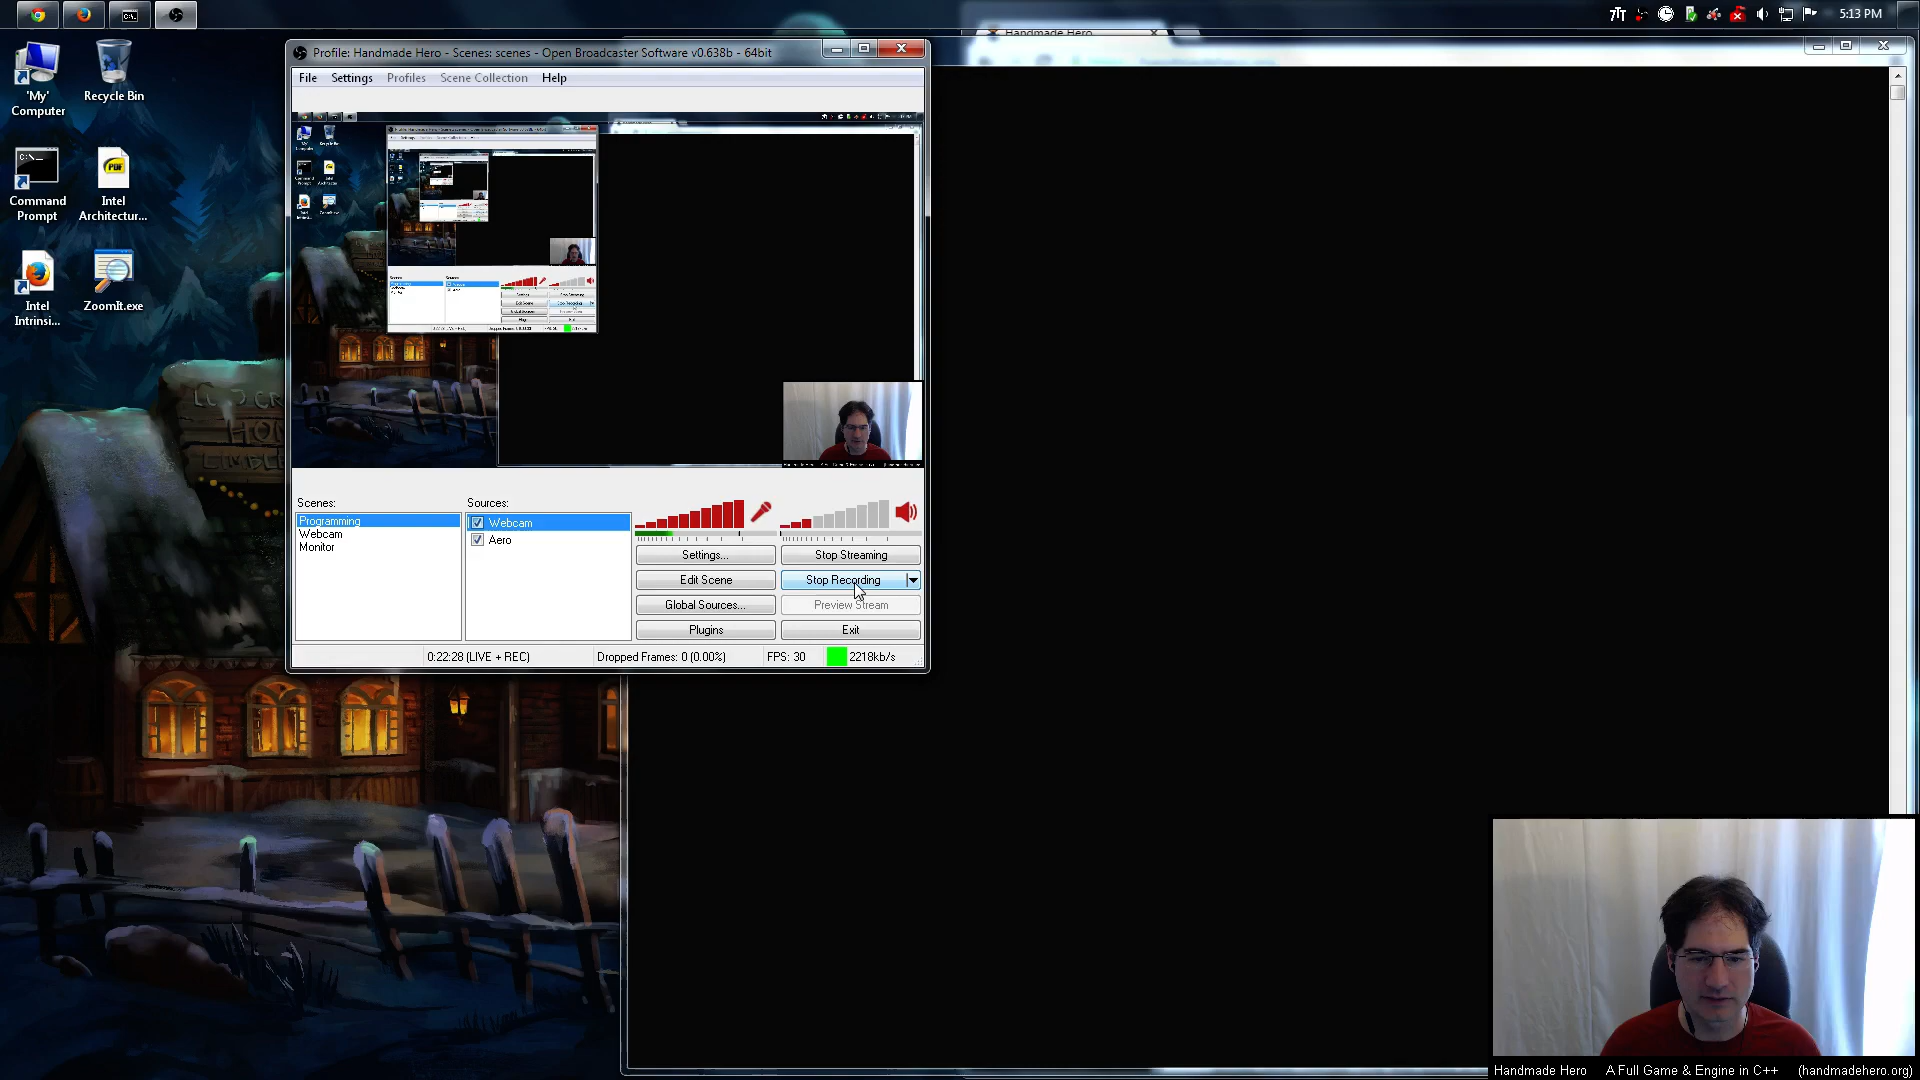 5:13 PM
Handmade Hero
'My'
Computer
Recycle Bin
Command
Prompt
Intel
Architectur...
Intel
Intrinsi...
ZoomIt.exe
Profile: Handmade Hero - Scenes: scenes - Open Broadcaster Software v0.638b - 64bit
File Settings Profiles Scene Collection Help
Scenes:
Programming
Webcam
Monitor
Sources:
Webcam
Aero
Settings... Stop Streaming
Edit Scene Stop Recording
Global Sources... Preview Stream
Plugins Exit
0:22:28 (LIVE + REC) Dropped Frames: 0 (0.00%) FPS: 30 2218kb/s
Handmade Hero A Full Game & Engine in C++ (handmadehero.org)